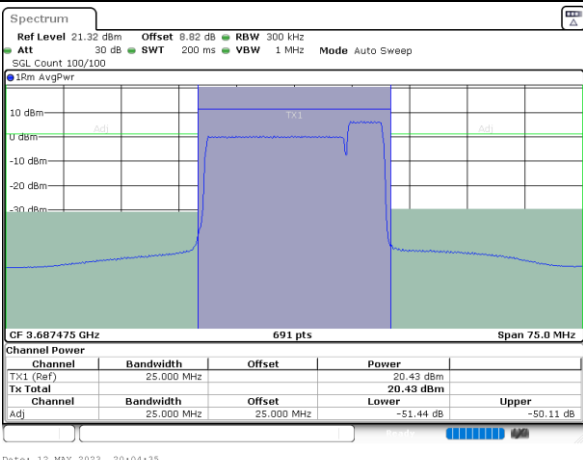 Spectrum
Ref Level 21.32 dBm Offset 8.82 dB RBW 300 kHz
Att 30 dB SWT 200 ms VBW 1 MHz Mode Auto Sweep
SGL Count 100/100
1Rm AvgPwr
10 dBm
TX1
Adj Adj
0 dBm
-10 dBm
-20 dBm
-30 dBm
CF 3.687475 GHz 691 pts Span 75.0 MHz
Channel Power
Channel Bandwidth Offset Power
TX1 (Ref) 25.000 MHz 20.43 dBm
Tx Total 20.43 dBm
Channel Bandwidth Offset Lower Upper
Adj 25.000 MHz 25.000 MHz -51.44 dB -50.11 dB